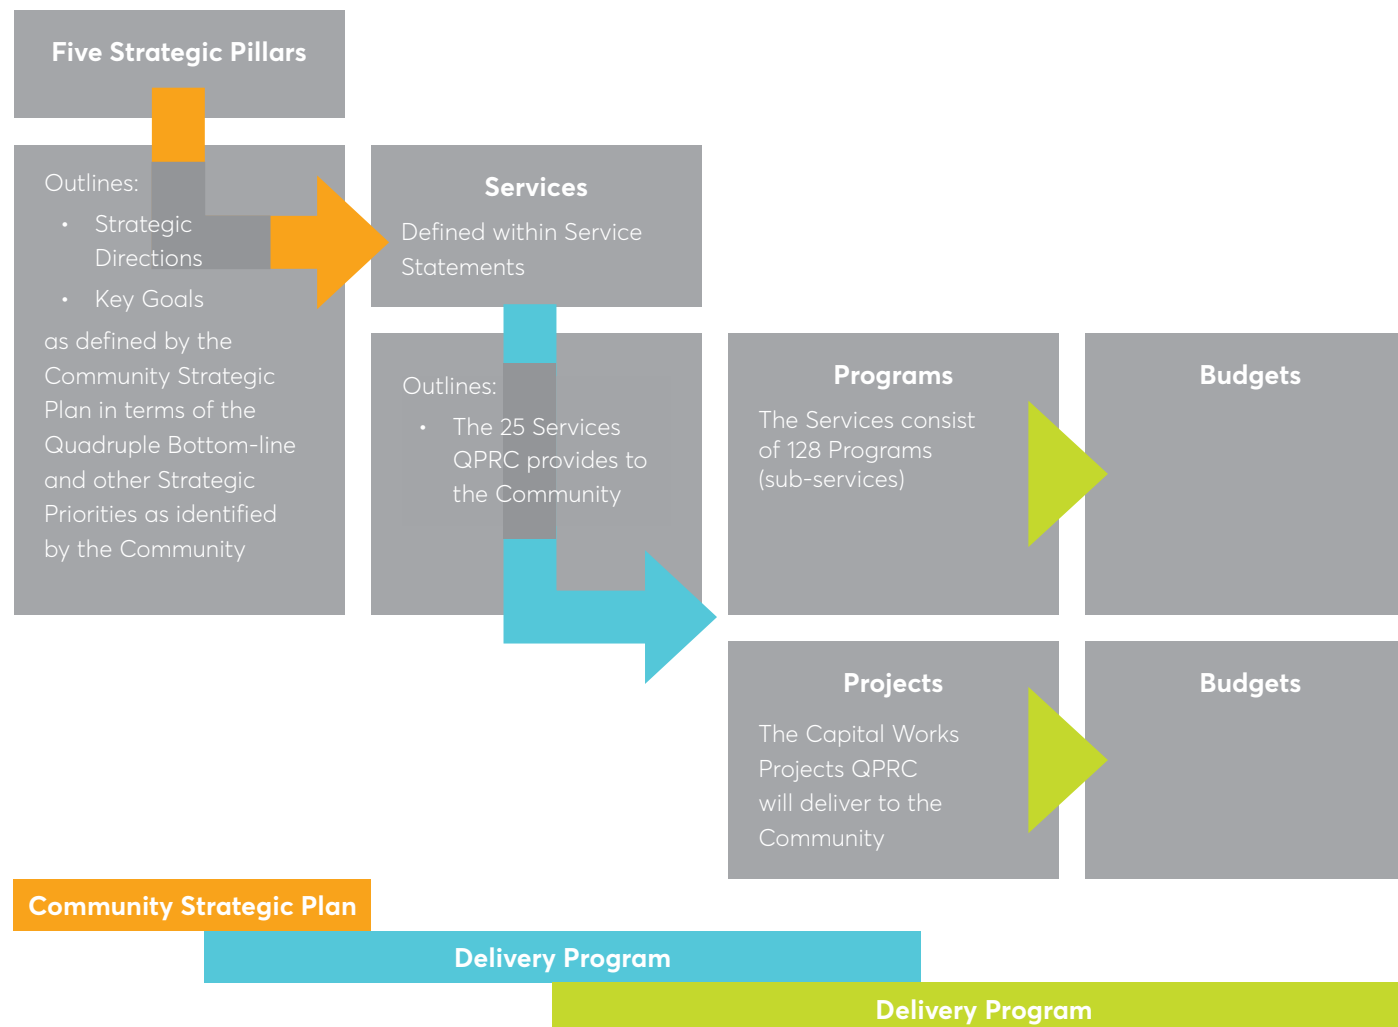 Five Strategic Pillars
Outlines:
• Strategic
Directions
• Key Goals
as defined by the
Community Strategic
Plan in terms of the
Quadruple Bottom-line
and other Strategic
Priorities as identified
by the Community
Services
Defined within Service
Statements
Outlines:
• The 25 Services
QPRC provides to
the Community
Programs
The Services consist
of 128 Programs
(sub-services)
Budgets
Projects
The Capital Works
Projects QPRC
will deliver to the
Community
Budgets
Community Strategic Plan
Delivery Program
Delivery Program